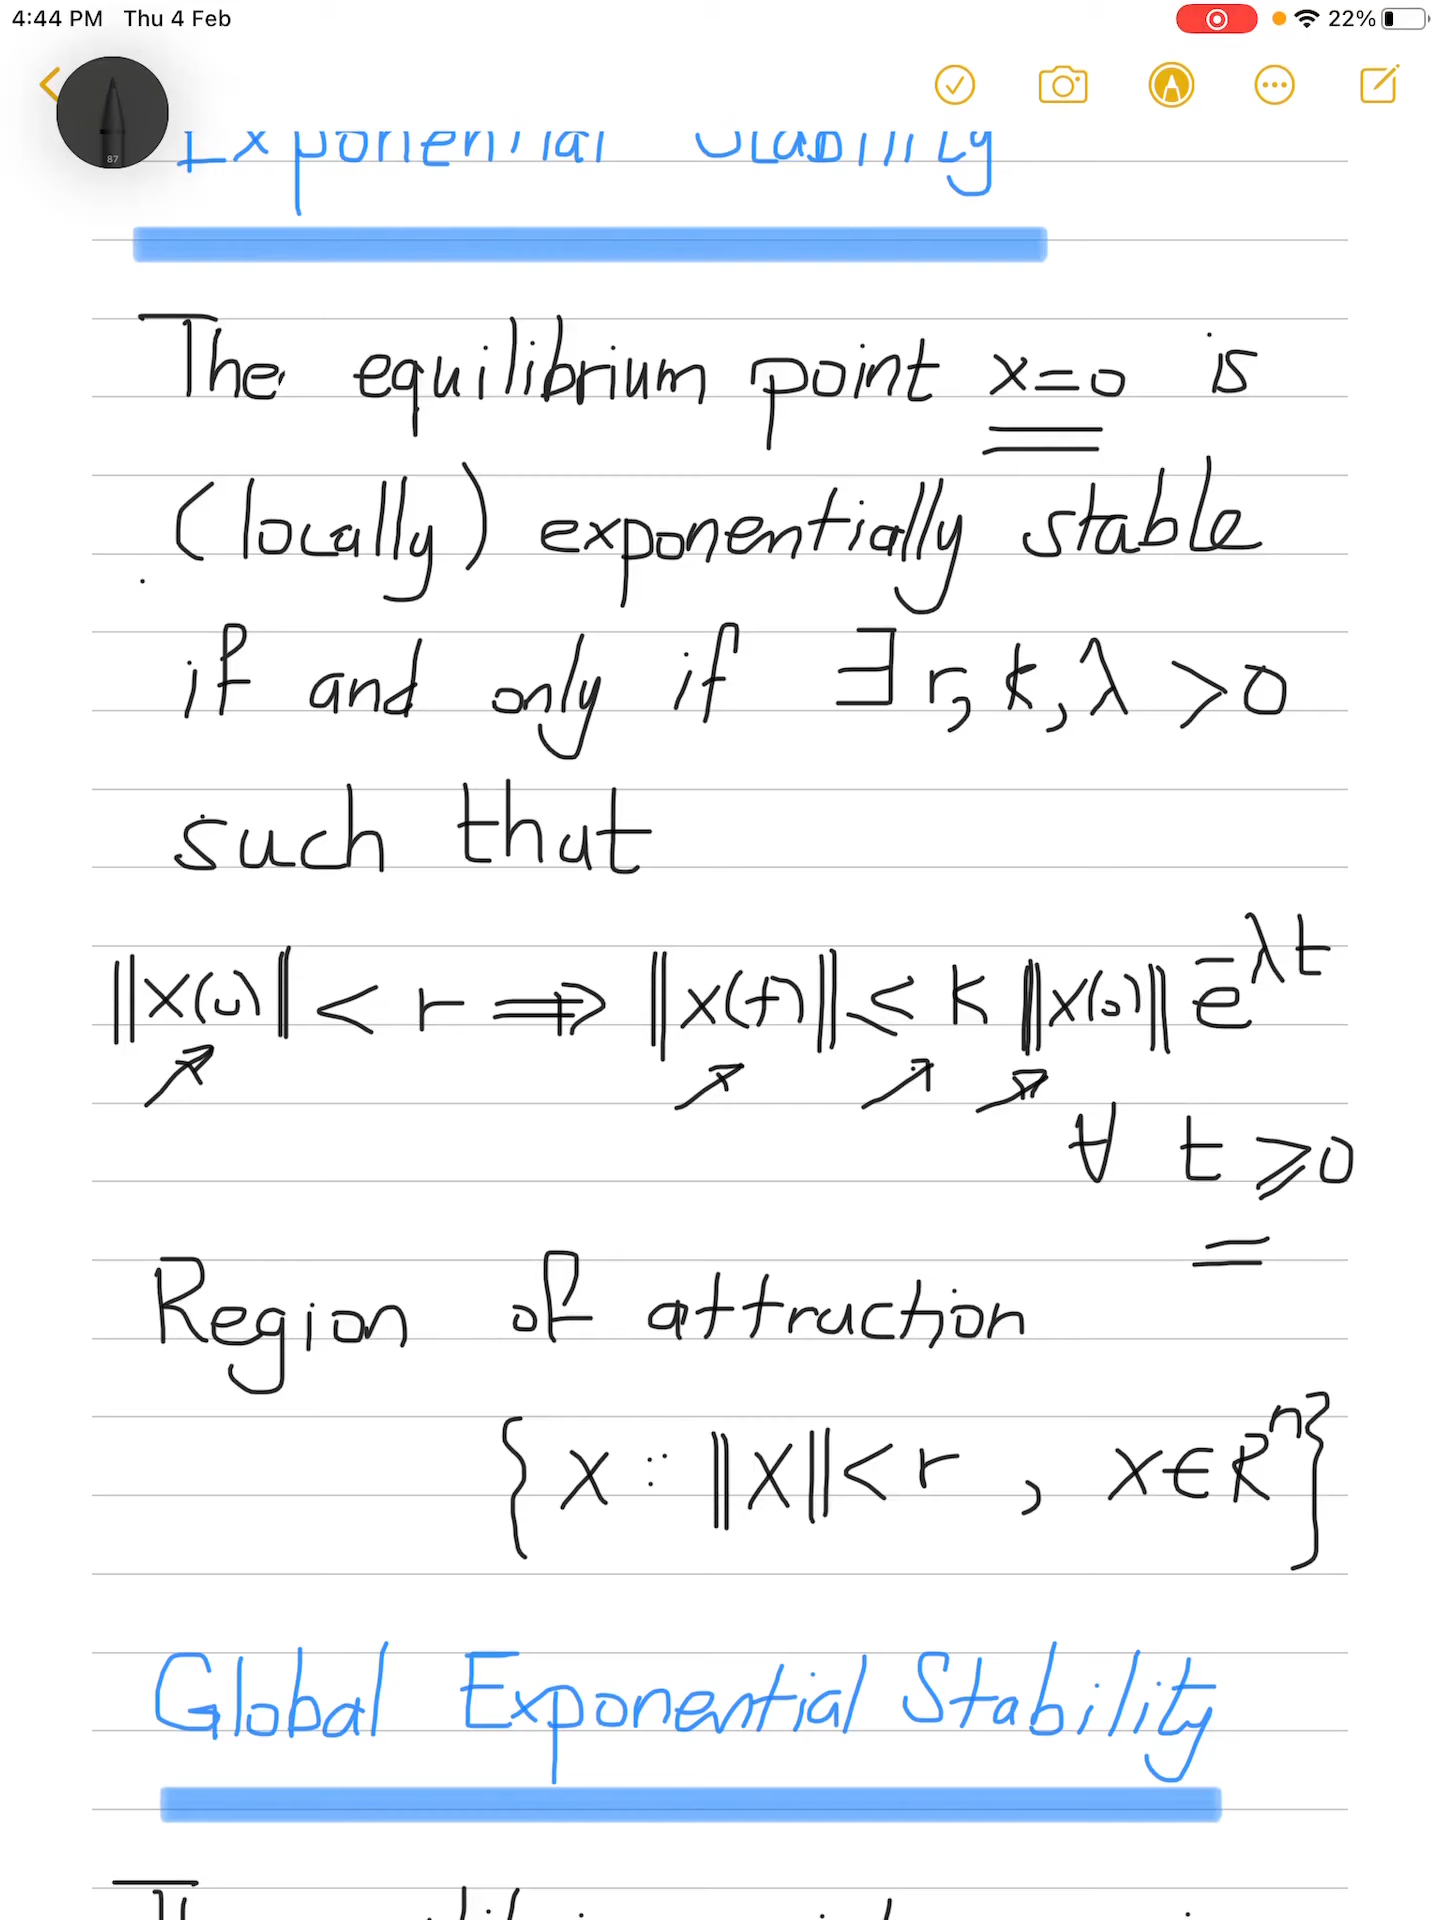 4:44 PM Thu 4 Feb 22%
87
Exponential Stability
The equilibrium point x=0 is
(locally) exponentially stable
if and only if ∃ r, k, λ >0
such that
||x(0)|| < r ⟹ ||x(t)|| ≤ k ||x(0)|| e^-λt
∀ t ≥0
Region of attraction
{x : ||x|| < r , x∈R^n}
Global Exponential Stability